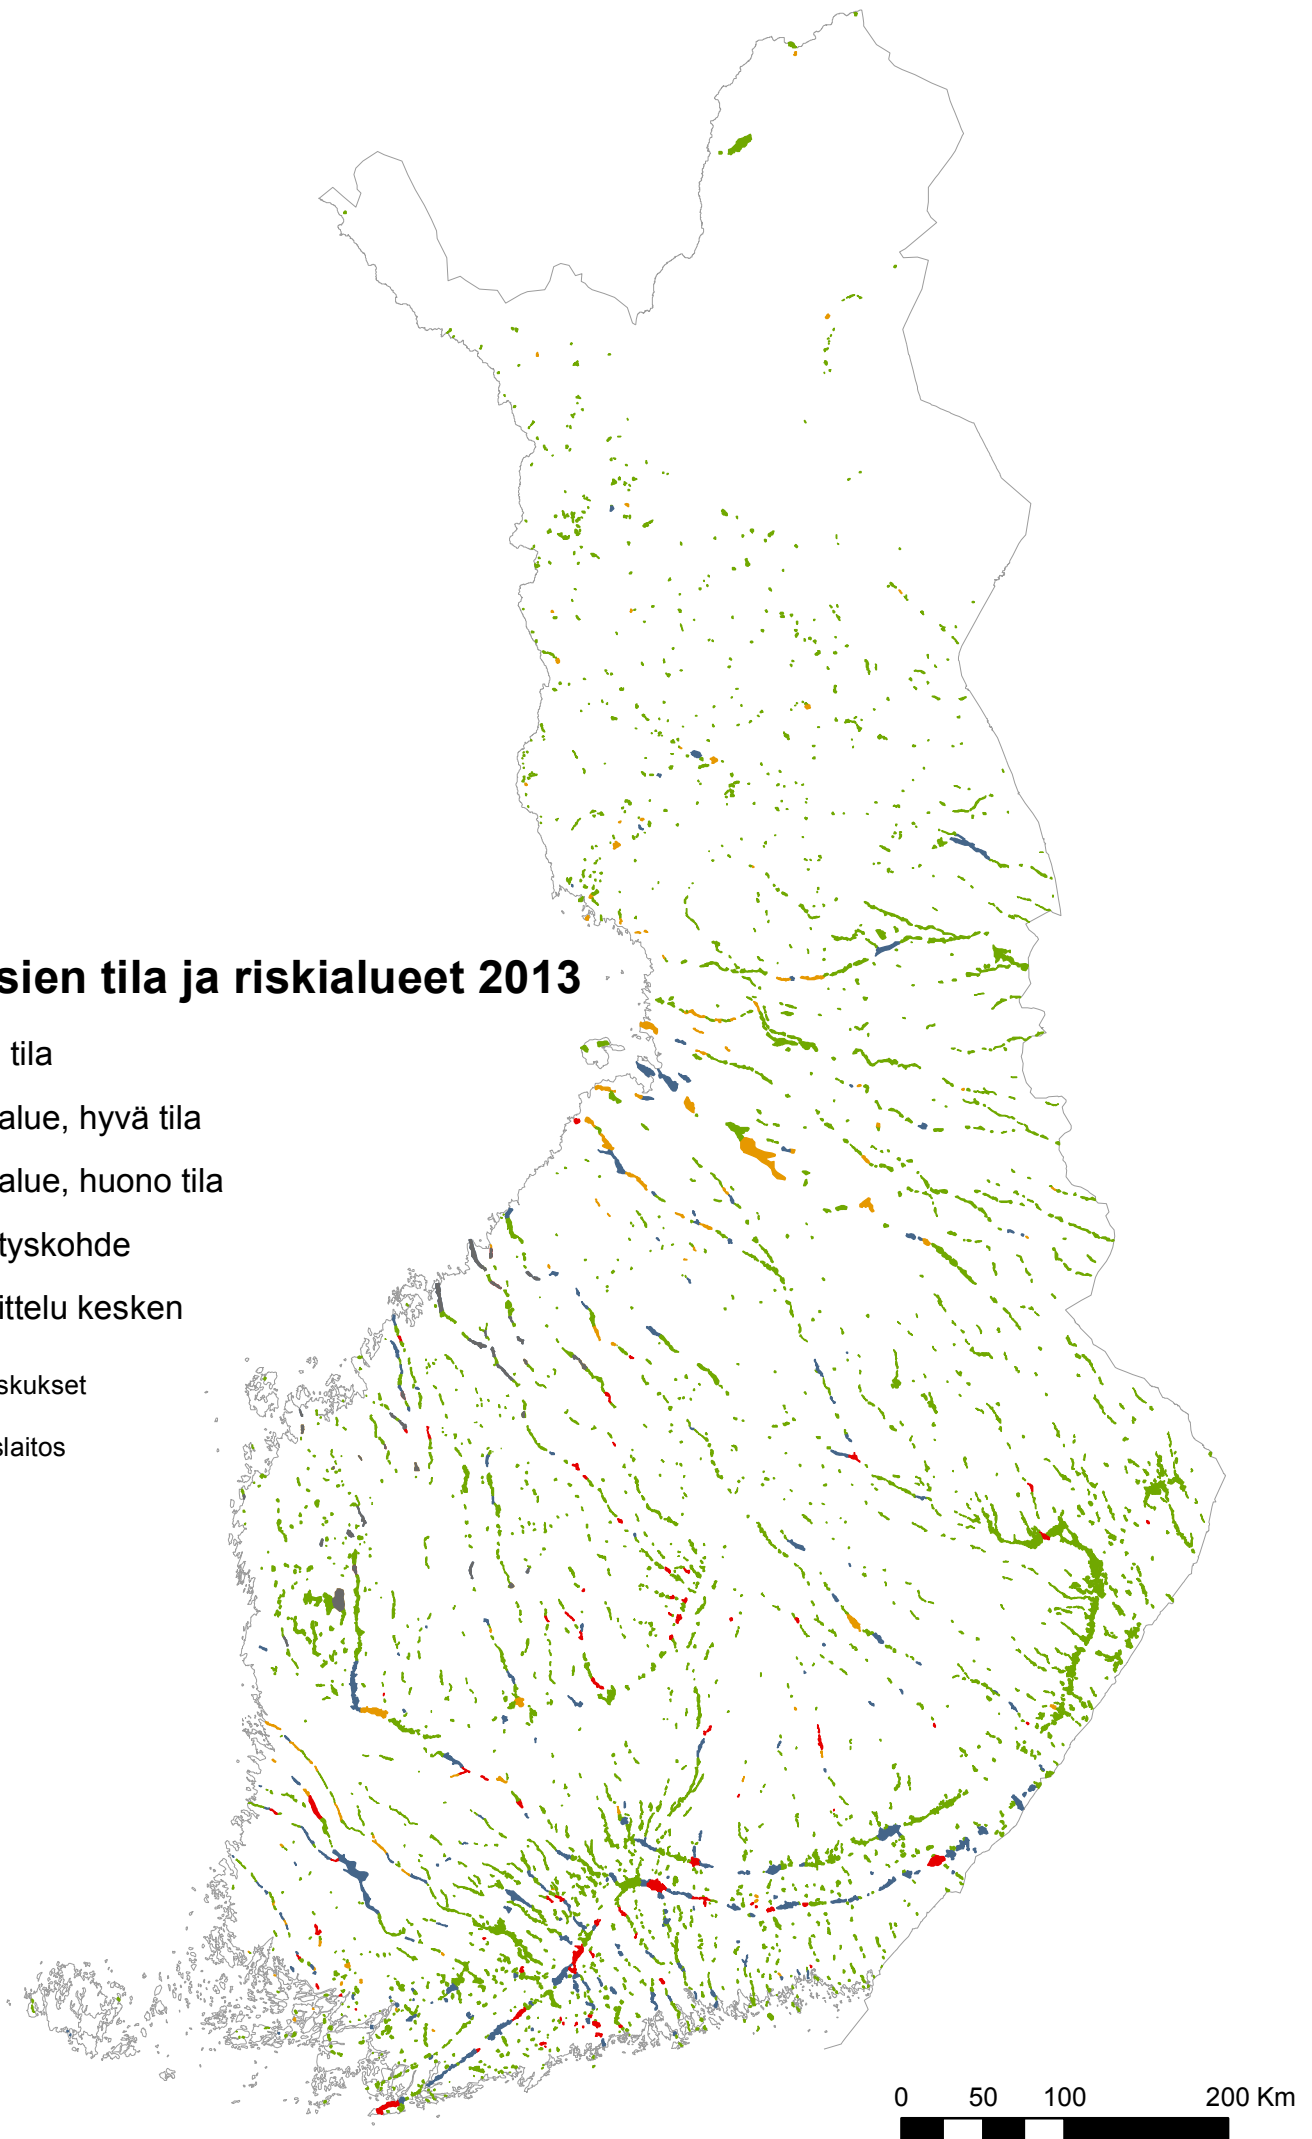 sien tila ja riskialueet 2013
tila
alue, hyvä tila
alue, huono tila
tyskohde
ittelu kesken
skukset
laitos
0 50 100 200 Km